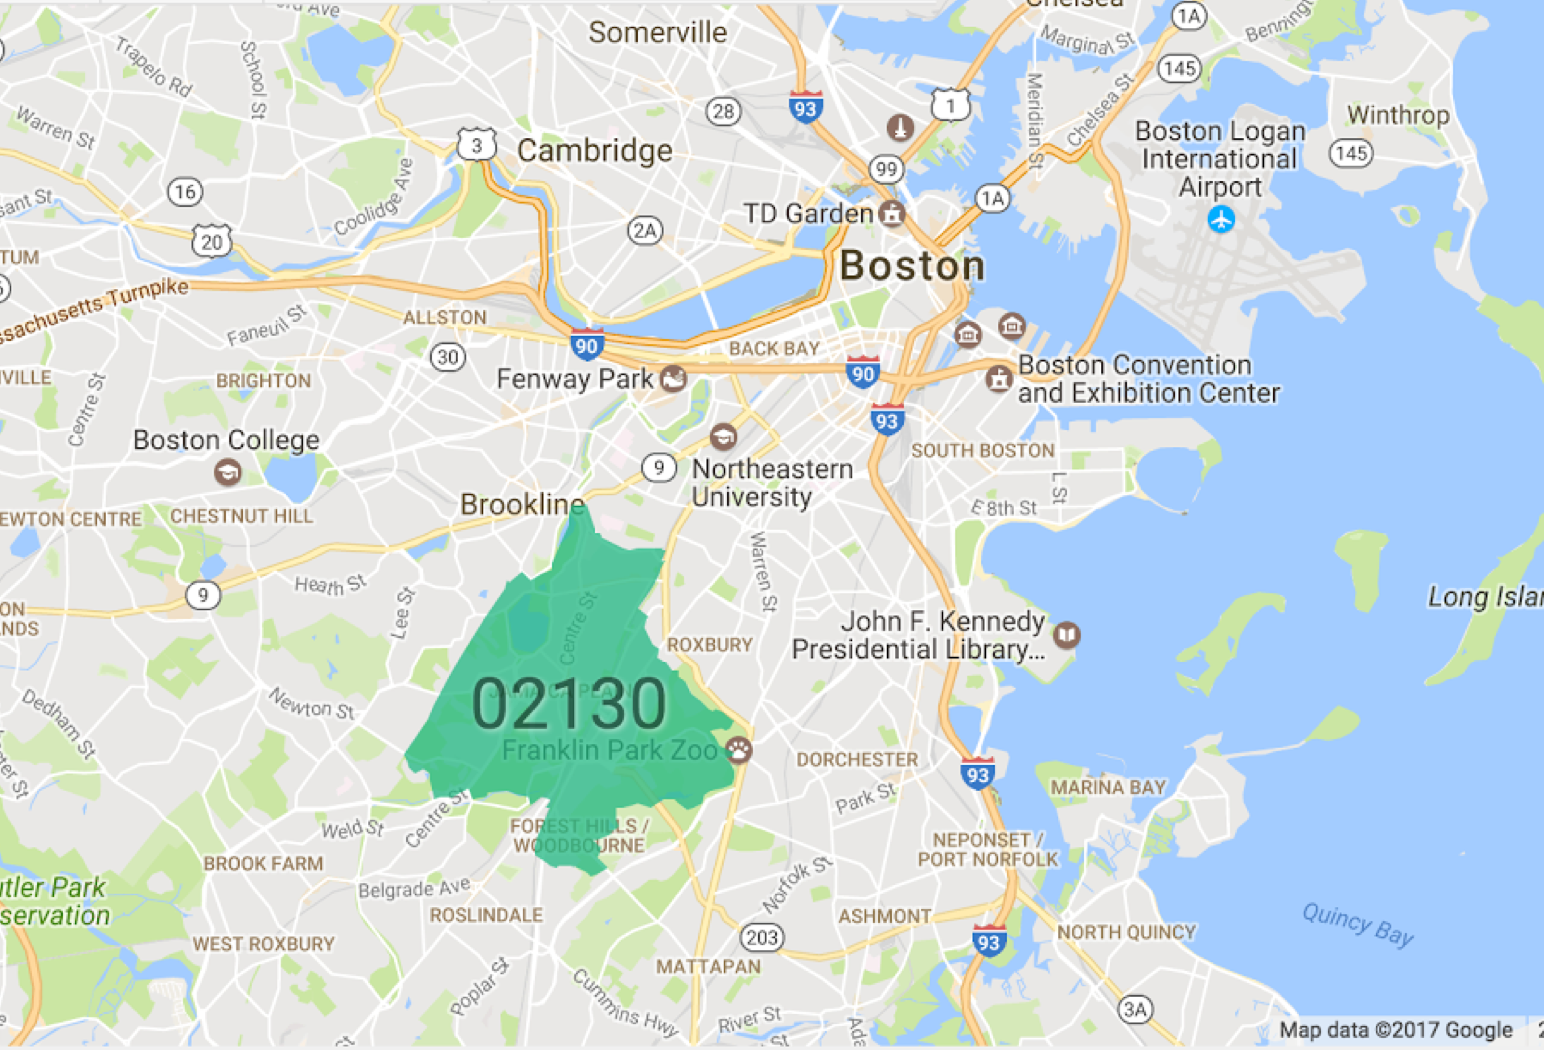 Chelsea
Somerville
1A
Marginal St
Bennington
Trapelo Rd
School St
145
28
93
1
Meridian St
Chelsea St
Winthrop
Warren St
3
Cambridge
Boston Logan
International
Airport
145
99
16
Coolidge Ave
1A
TD Garden
2A
20
Boston
Massachusetts Turnpike
Faneuil St
ALLSTON
90
BACK BAY
30
Fenway Park
90
Boston Convention
and Exhibition Center
BRIGHTON
Centre St
93
Boston College
SOUTH BOSTON
9
Northeastern
University
L St
Brookline
E 8th St
NEWTON CENTRE
CHESTNUT HILL
Warren St
Heath St
9
Lee St
Centre St
Long Islan
John F. Kennedy
Presidential Library...
ROXBURY
JAMAICA PLAIN
02130
Newton St
Dedham St
Franklin Park Zoo
DORCHESTER
93
MARINA BAY
Park St
Centre St
Weld St
FOREST HILLS /
WOODBOURNE
NEPONSET /
PORT NORFOLK
BROOK FARM
Norfolk St
utler Park
servation
Belgrade Ave
ROSLINDALE
ASHMONT
Quincy Bay
WEST ROXBURY
203
93
NORTH QUINCY
MATTAPAN
Poplar St
Cummins Hwy
River St
3A
Map data ©2017 Google